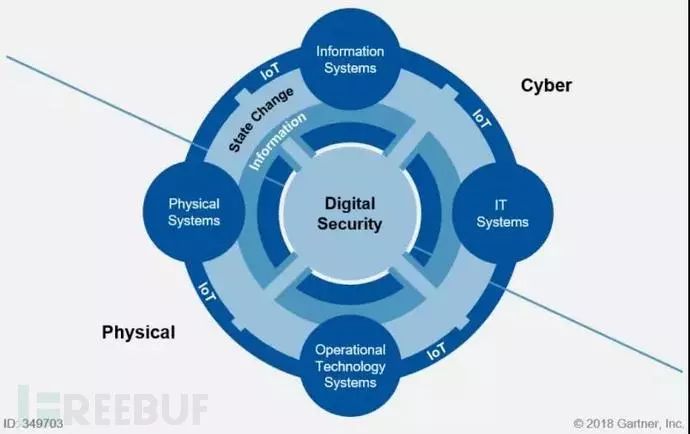 Information
Systems
IoT
IoT
Cyber
State Change
Information
Physical
Systems
Digital
Security
IT
Systems
IoT
IoT
Physical
Operational
Technology
Systems
REEBUF
ID: 349703
© 2018 Gartner, Inc.